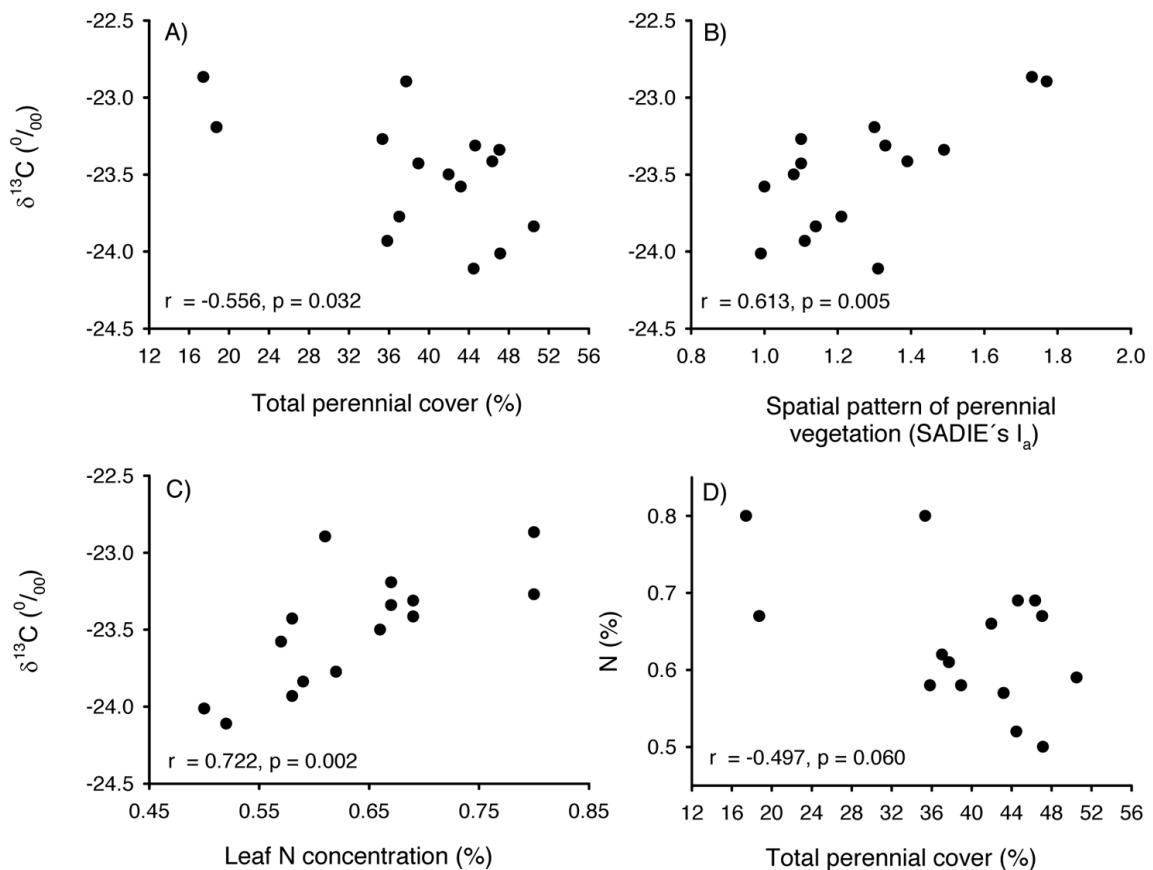 A)
-22.5
-23.0
-23.5
-24.0
-24.5
δ13C (0/00)
r = -0.556, p = 0.032
12 16 20 24 28 32 36 40 44 48 52 56
Total perennial cover (%)
B)
-22.5
-23.0
-23.5
-24.0
-24.5
r = 0.613, p = 0.005
0.8 1.0 1.2 1.4 1.6 1.8 2.0
Spatial pattern of perennial
vegetation (SADIE´s Ia)
C)
-22.5
-23.0
-23.5
-24.0
-24.5
δ13C (0/00)
r = 0.722, p = 0.002
0.45 0.55 0.65 0.75 0.85
Leaf N concentration (%)
D)
0.8
0.7
0.6
0.5
N (%)
r = -0.497, p = 0.060
12 16 20 24 28 32 36 40 44 48 52 56
Total perennial cover (%)